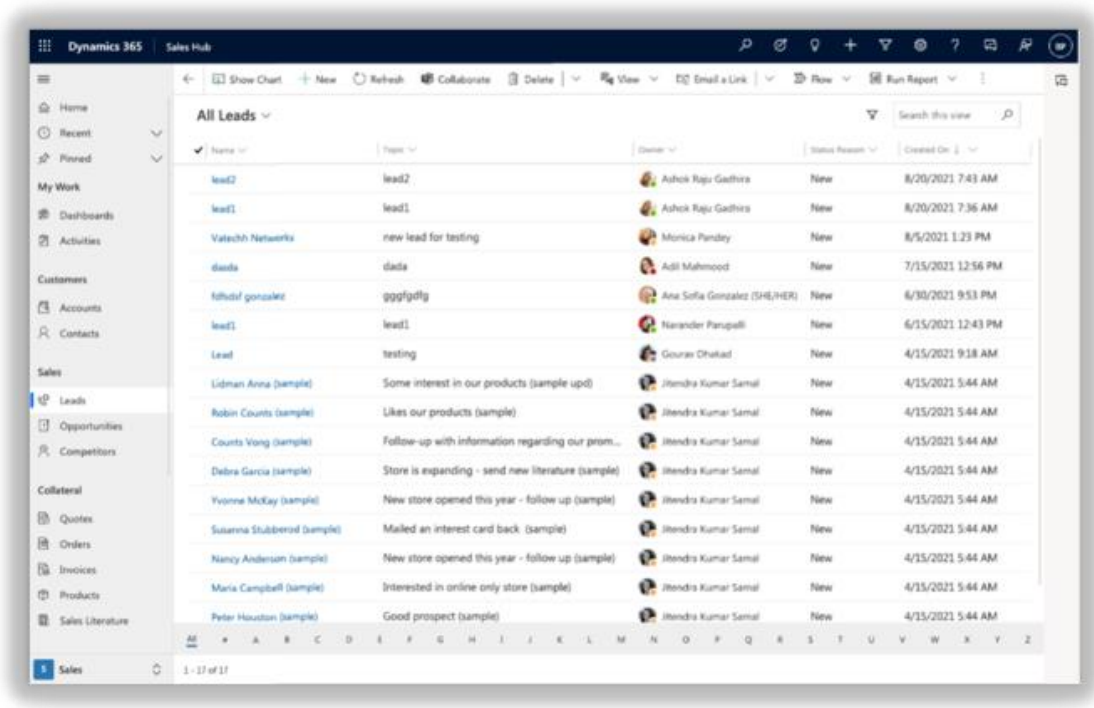 Dynamics 365 Sales Hub BP
Show Chart New Refresh Collaborate Delete View Email a Link Flow Run Report
Home
Recent
Pinned
My Work
Dashboards
Activities
Customers
Accounts
Contacts
Sales
Leads
Opportunities
Competitors
Collateral
Quotes
Orders
Invoices
Products
Sales Literature
S Sales
All Leads Search this view
Name Topic Owner Status Reason Created On
lead2 lead2 Ashok Raju Gadhira New 8/20/2021 7:43 AM
lead1 lead1 Ashok Raju Gadhira New 8/20/2021 7:36 AM
Vatechh Networks new lead for testing Monica Pandey New 8/5/2021 1:23 PM
dasda dada Adil Mahmood New 7/15/2021 12:56 PM
gonzalez gggfgdfg Ana Sofia Gonzalez (SHE/HER) New 6/30/2021 9:53 PM
lead1 lead1 Narander Parupalli New 6/15/2021 12:43 PM
Lead testing Gourav Dhakad New 4/15/2021 9:18 AM
Lidman Anna (sample) Some interest in our products (sample upd) Jitendra Kumar Samal New 4/15/2021 5:44 AM
Robin Counts (sample) Likes our products (sample) Jitendra Kumar Samal New 4/15/2021 5:44 AM
Counts Vong (sample) Follow-up with information regarding our prom... Jitendra Kumar Samal New 4/15/2021 5:44 AM
Debra Garcia (sample) Store is expanding - send new literature (sample) Jitendra Kumar Samal New 4/15/2021 5:44 AM
Yvonne McKay (sample) New store opened this year - follow up (sample) Jitendra Kumar Samal New 4/15/2021 5:44 AM
Susanna Stubberod (sample) Mailed an interest card back (sample) Jitendra Kumar Samal New 4/15/2021 5:44 AM
Nancy Anderson (sample) New store opened this year - follow up (sample) Jitendra Kumar Samal New 4/15/2021 5:44 AM
Maria Campbell (sample) Interested in online only store (sample) Jitendra Kumar Samal New 4/15/2021 5:44 AM
Peter Houston (sample) Good prospect (sample) Jitendra Kumar Samal New 4/15/2021 5:44 AM
All # A B C D E F G H I J K L M N O P Q R S T U V W X Y Z
1 - 17 of 17